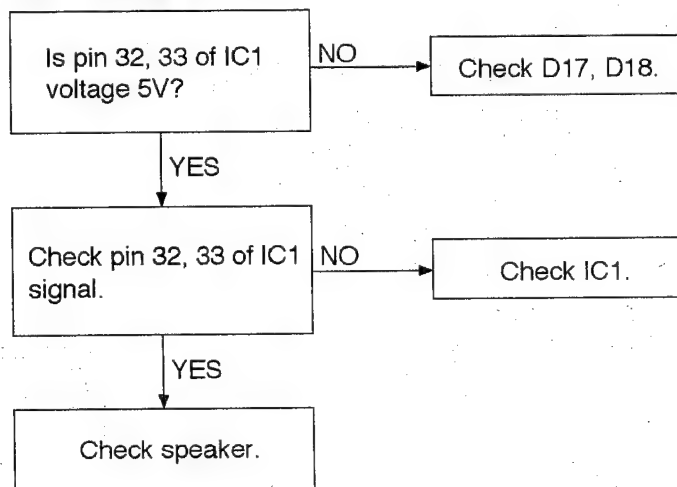 Is pin 32, 33 of IC1
voltage 5V?
NO
Check D17, D18.
YES
Check pin 32, 33 of IC1
signal.
NO
Check IC1.
YES
Check speaker.